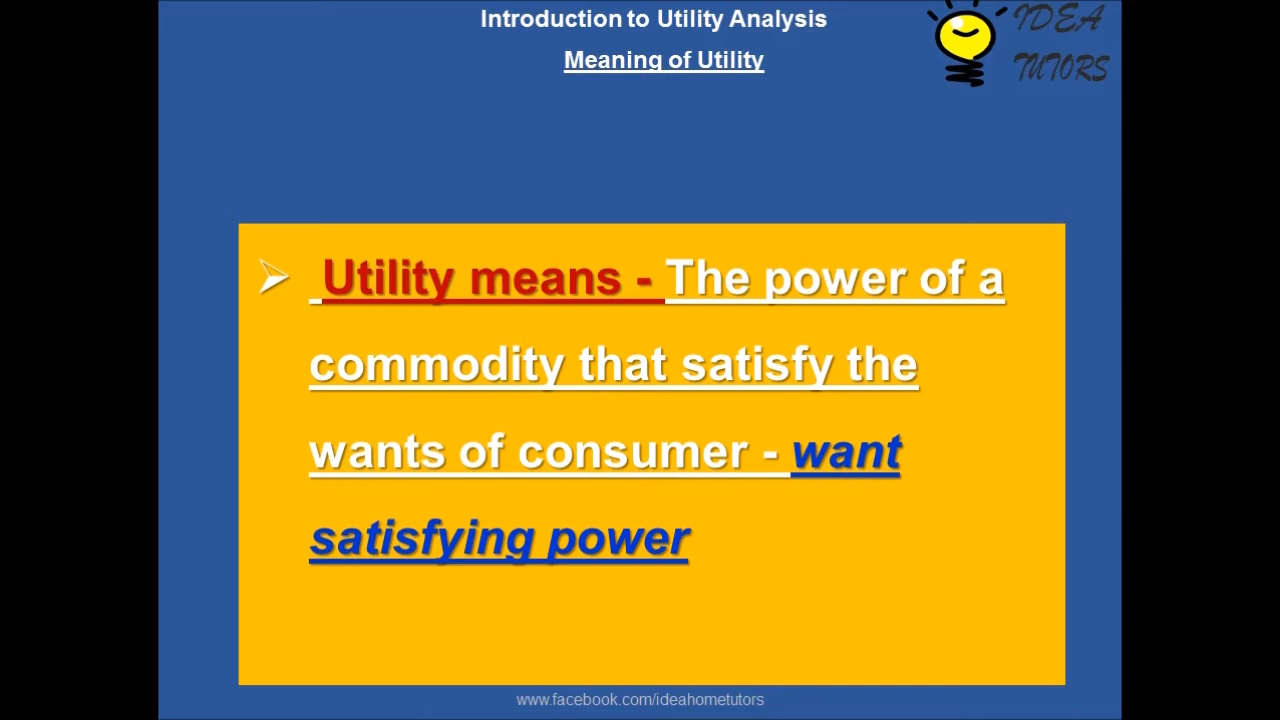 Introduction to Utility Analysis
Meaning of Utility
IDEA
TUTORS
Utility means - The power of a
commodity that satisfy the
wants of consumer - want
satisfying power
www.facebook.com/ideahometutors